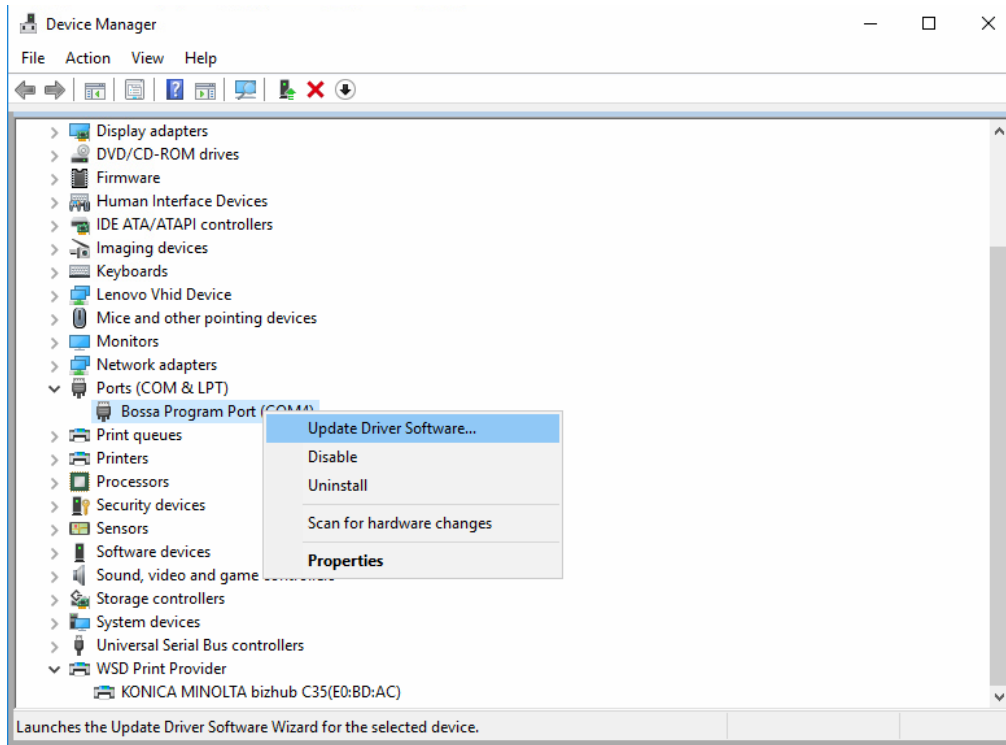 Device Manager
File Action View Help
Display adapters
DVD/CD-ROM drives
Firmware
Human Interface Devices
IDE ATA/ATAPI controllers
Imaging devices
Keyboards
Lenovo Vhid Device
Mice and other pointing devices
Monitors
Network adapters
Ports (COM & LPT)
Bossa Program Port (COM4)
Update Driver Software...
Print queues
Disable
Printers
Processors
Uninstall
Security devices
Scan for hardware changes
Sensors
Software devices
Properties
Sound, video and game controllers
Storage controllers
System devices
Universal Serial Bus controllers
WSD Print Provider
KONICA MINOLTA bizhub C35(E0:BD:AC)
Launches the Update Driver Software Wizard for the selected device.